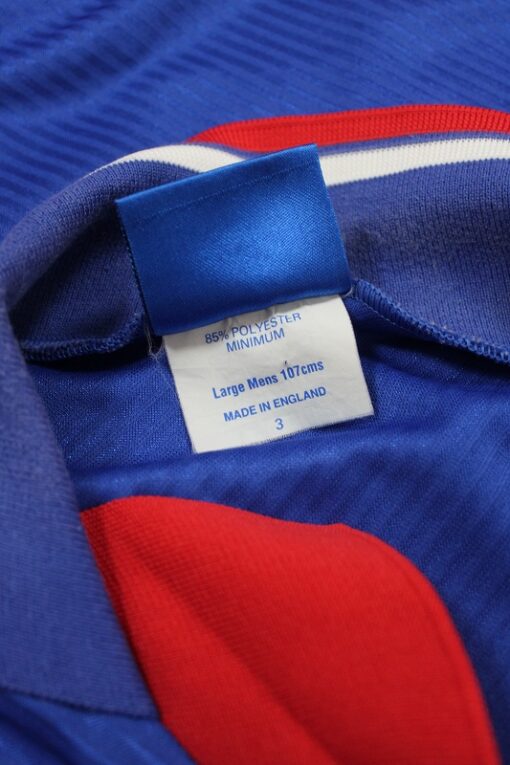 85% POLYESTER
MINIMUM
Large Mens 107cms
MADE IN ENGLAND
3